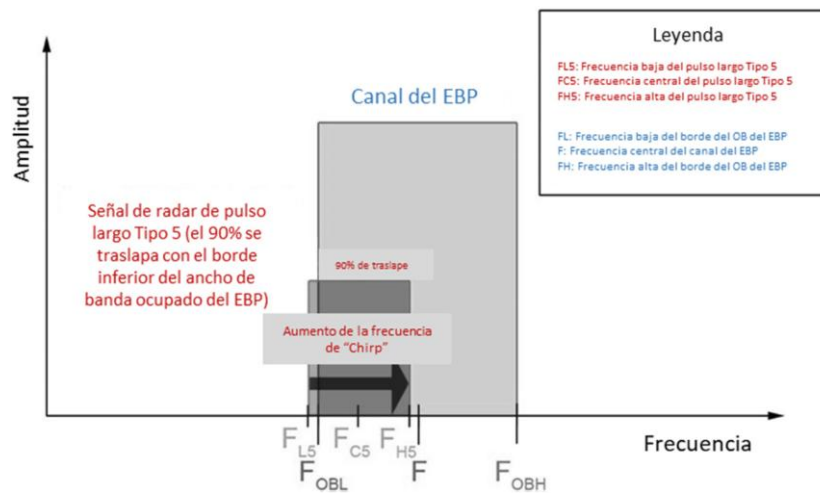 Amplitud
Canal del EBP
Señal de radar de pulso
largo Tipo 5 (el 90% se
traslapa con el borde
inferior del ancho de
banda ocupado del EBP)
90% de traslape
Aumento de la frecuencia
de “Chirp”
FL5
FC5
FH5
FOBL
F
FOBH
Frecuencia
Leyenda
FL5: Frecuencia baja del pulso largo Tipo 5
FC5: Frecuencia central del pulso largo Tipo 5
FH5: Frecuencia alta del pulso largo Tipo 5
FL: Frecuencia baja del borde del OB del EBP
F: Frecuencia central del canal del EBP
FH: Frecuencia alta del borde del OB del EBP